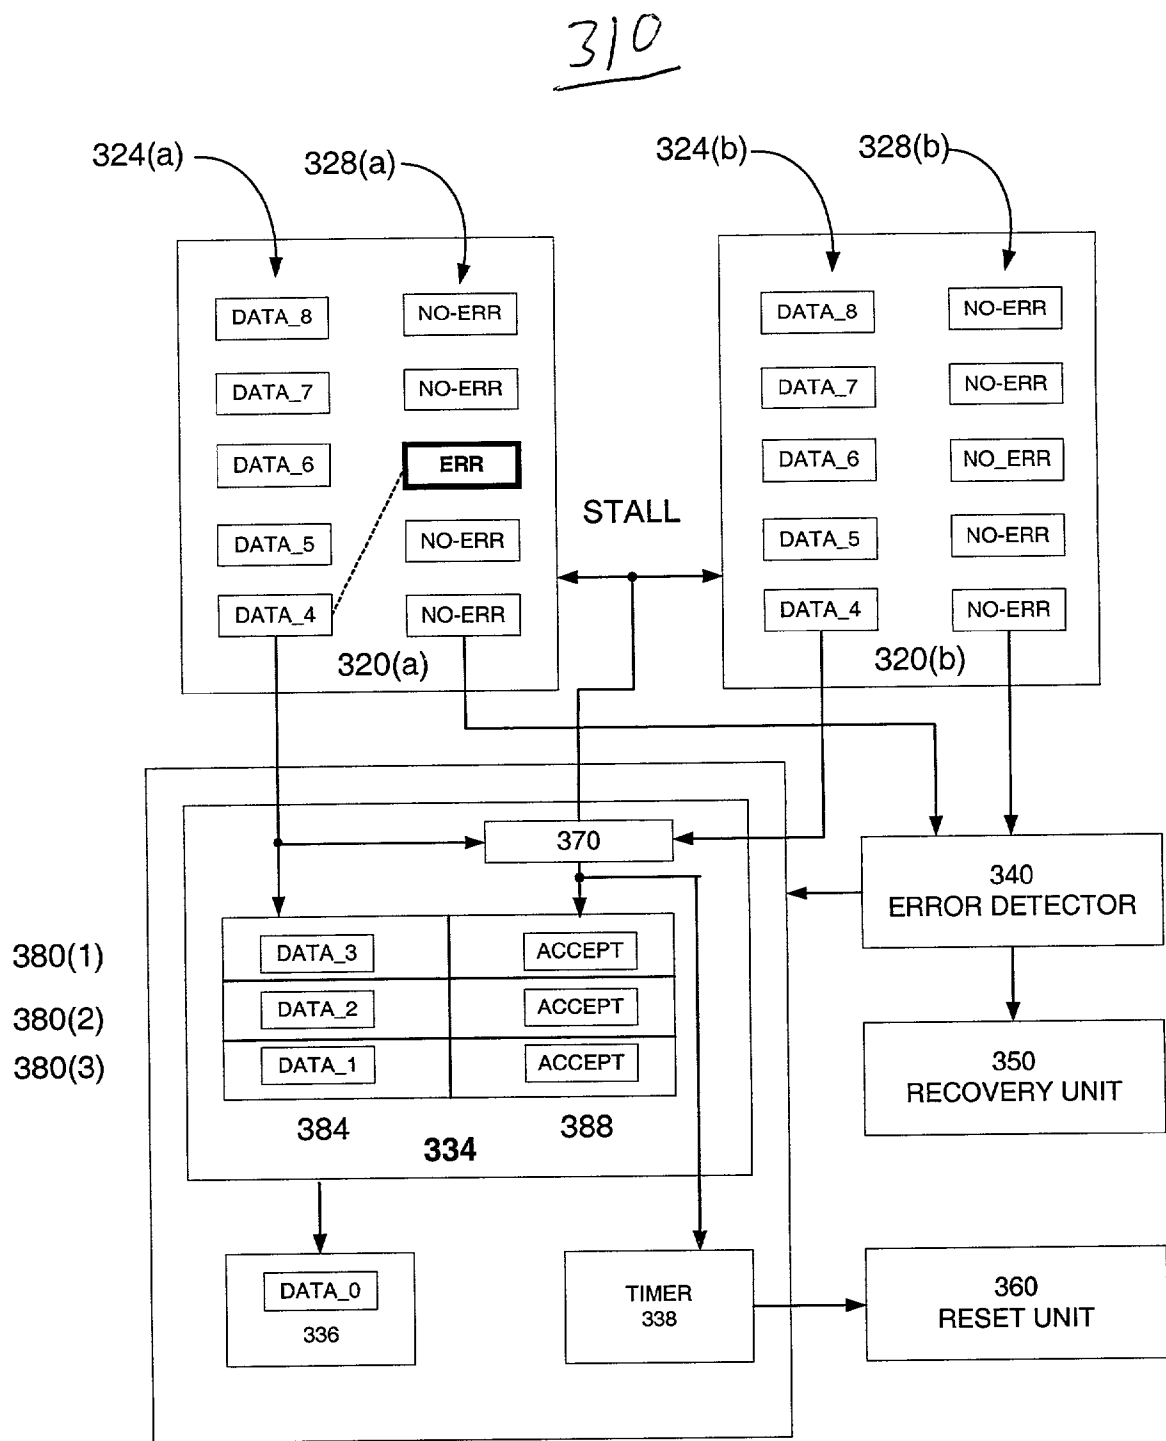 310
324(a)
328(a)
324(b)
328(b)
DATA_8
NO-ERR
DATA_8
NO-ERR
DATA_7
NO-ERR
DATA_7
NO-ERR
DATA_6
ERR
DATA_6
NO_ERR
STALL
DATA_5
NO-ERR
DATA_5
NO-ERR
DATA_4
NO-ERR
DATA_4
NO-ERR
320(a)
320(b)
370
340
ERROR DETECTOR
380(1)
DATA_3
ACCEPT
380(2)
DATA_2
ACCEPT
380(3)
DATA_1
ACCEPT
350
RECOVERY UNIT
384
388
334
DATA_0
336
TIMER
338
360
RESET UNIT